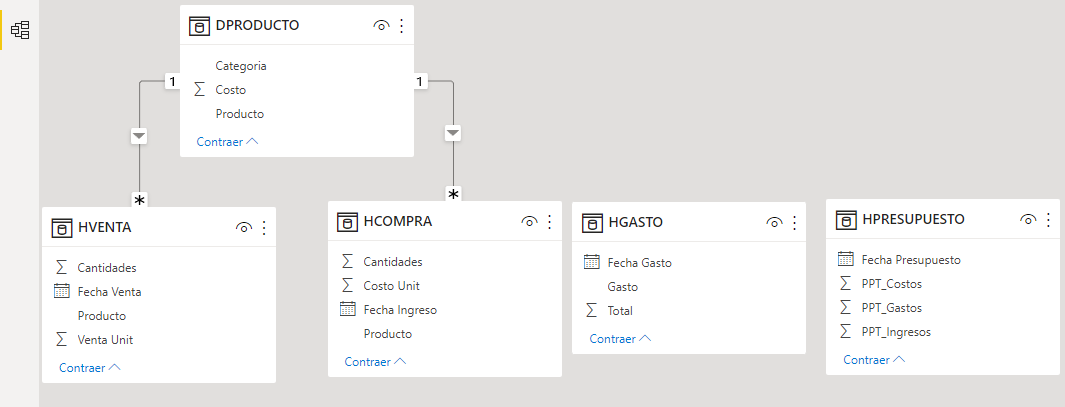 DPRODUCTO
Categoria
Costo
Producto
Contraer
1
1
*
*
HVENTA
Cantidades
Fecha Venta
Producto
Venta Unit
Contraer
HCOMPRA
Cantidades
Costo Unit
Fecha Ingreso
Producto
Contraer
HGASTO
Fecha Gasto
Gasto
Total
Contraer
HPRESUPUESTO
Fecha Presupuesto
PPT_Costos
PPT_Gastos
PPT_Ingresos
Contraer